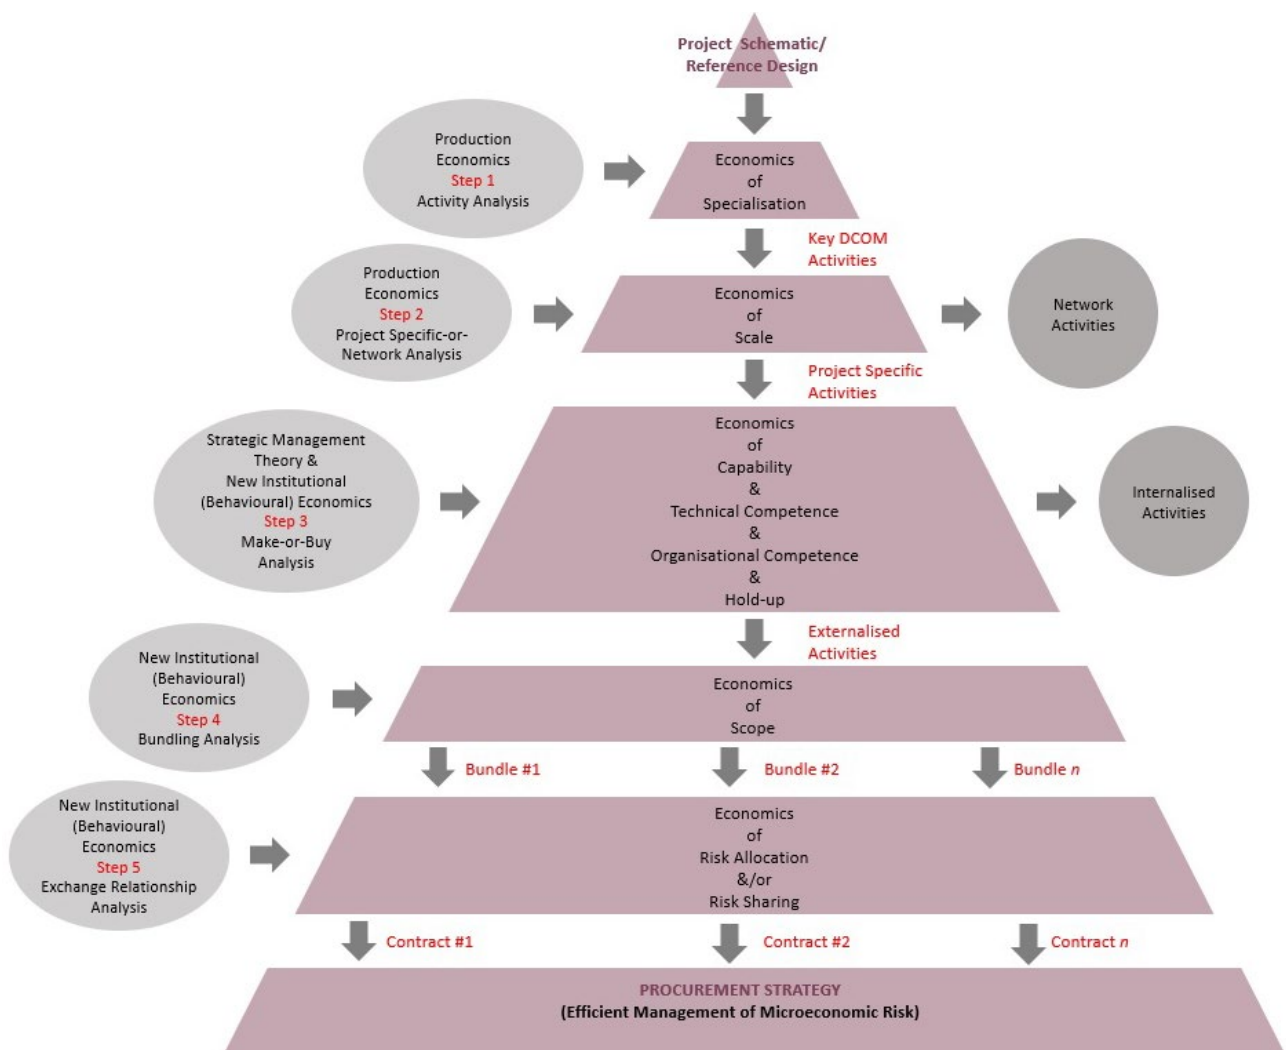 Project Schematic/
Reference Design
Production
Economics
Step 1
Activity Analysis
Economics
of
Specialisation
Key DCOM
Activities
Production
Economics
Step 2
Project Specific-or-
Network Analysis
Economics
of
Scale
Network
Activities
Project Specific
Activities
Strategic Management
Theory &
New Institutional
(Behavioural) Economics
Step 3
Make-or-Buy
Analysis
Economics
of
Capability
&
Technical Competence
&
Organisational Competence
&
Hold-up
Internalised
Activities
Externalised
Activities
New Institutional
(Behavioural)
Economics
Step 4
Bundling Analysis
Economics
of
Scope
Bundle #1
Bundle #2
Bundle n
New Institutional
(Behavioural)
Economics
Step 5
Exchange Relationship
Analysis
Economics
of
Risk Allocation
&/or
Risk Sharing
Contract #1
Contract #2
Contract n
PROCUREMENT STRATEGY
(Efficient Management of Microeconomic Risk)